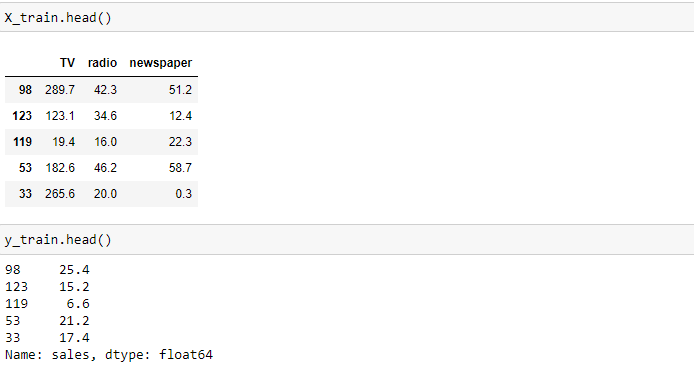 X_train.head()
TV radio newspaper
98 289.7 42.3 51.2
123 123.1 34.6 12.4
119 19.4 16.0 22.3
53 182.6 46.2 58.7
33 265.6 20.0 0.3
y_train.head()
98 25.4
123 15.2
119 6.6
53 21.2
33 17.4
Name: sales, dtype: float64